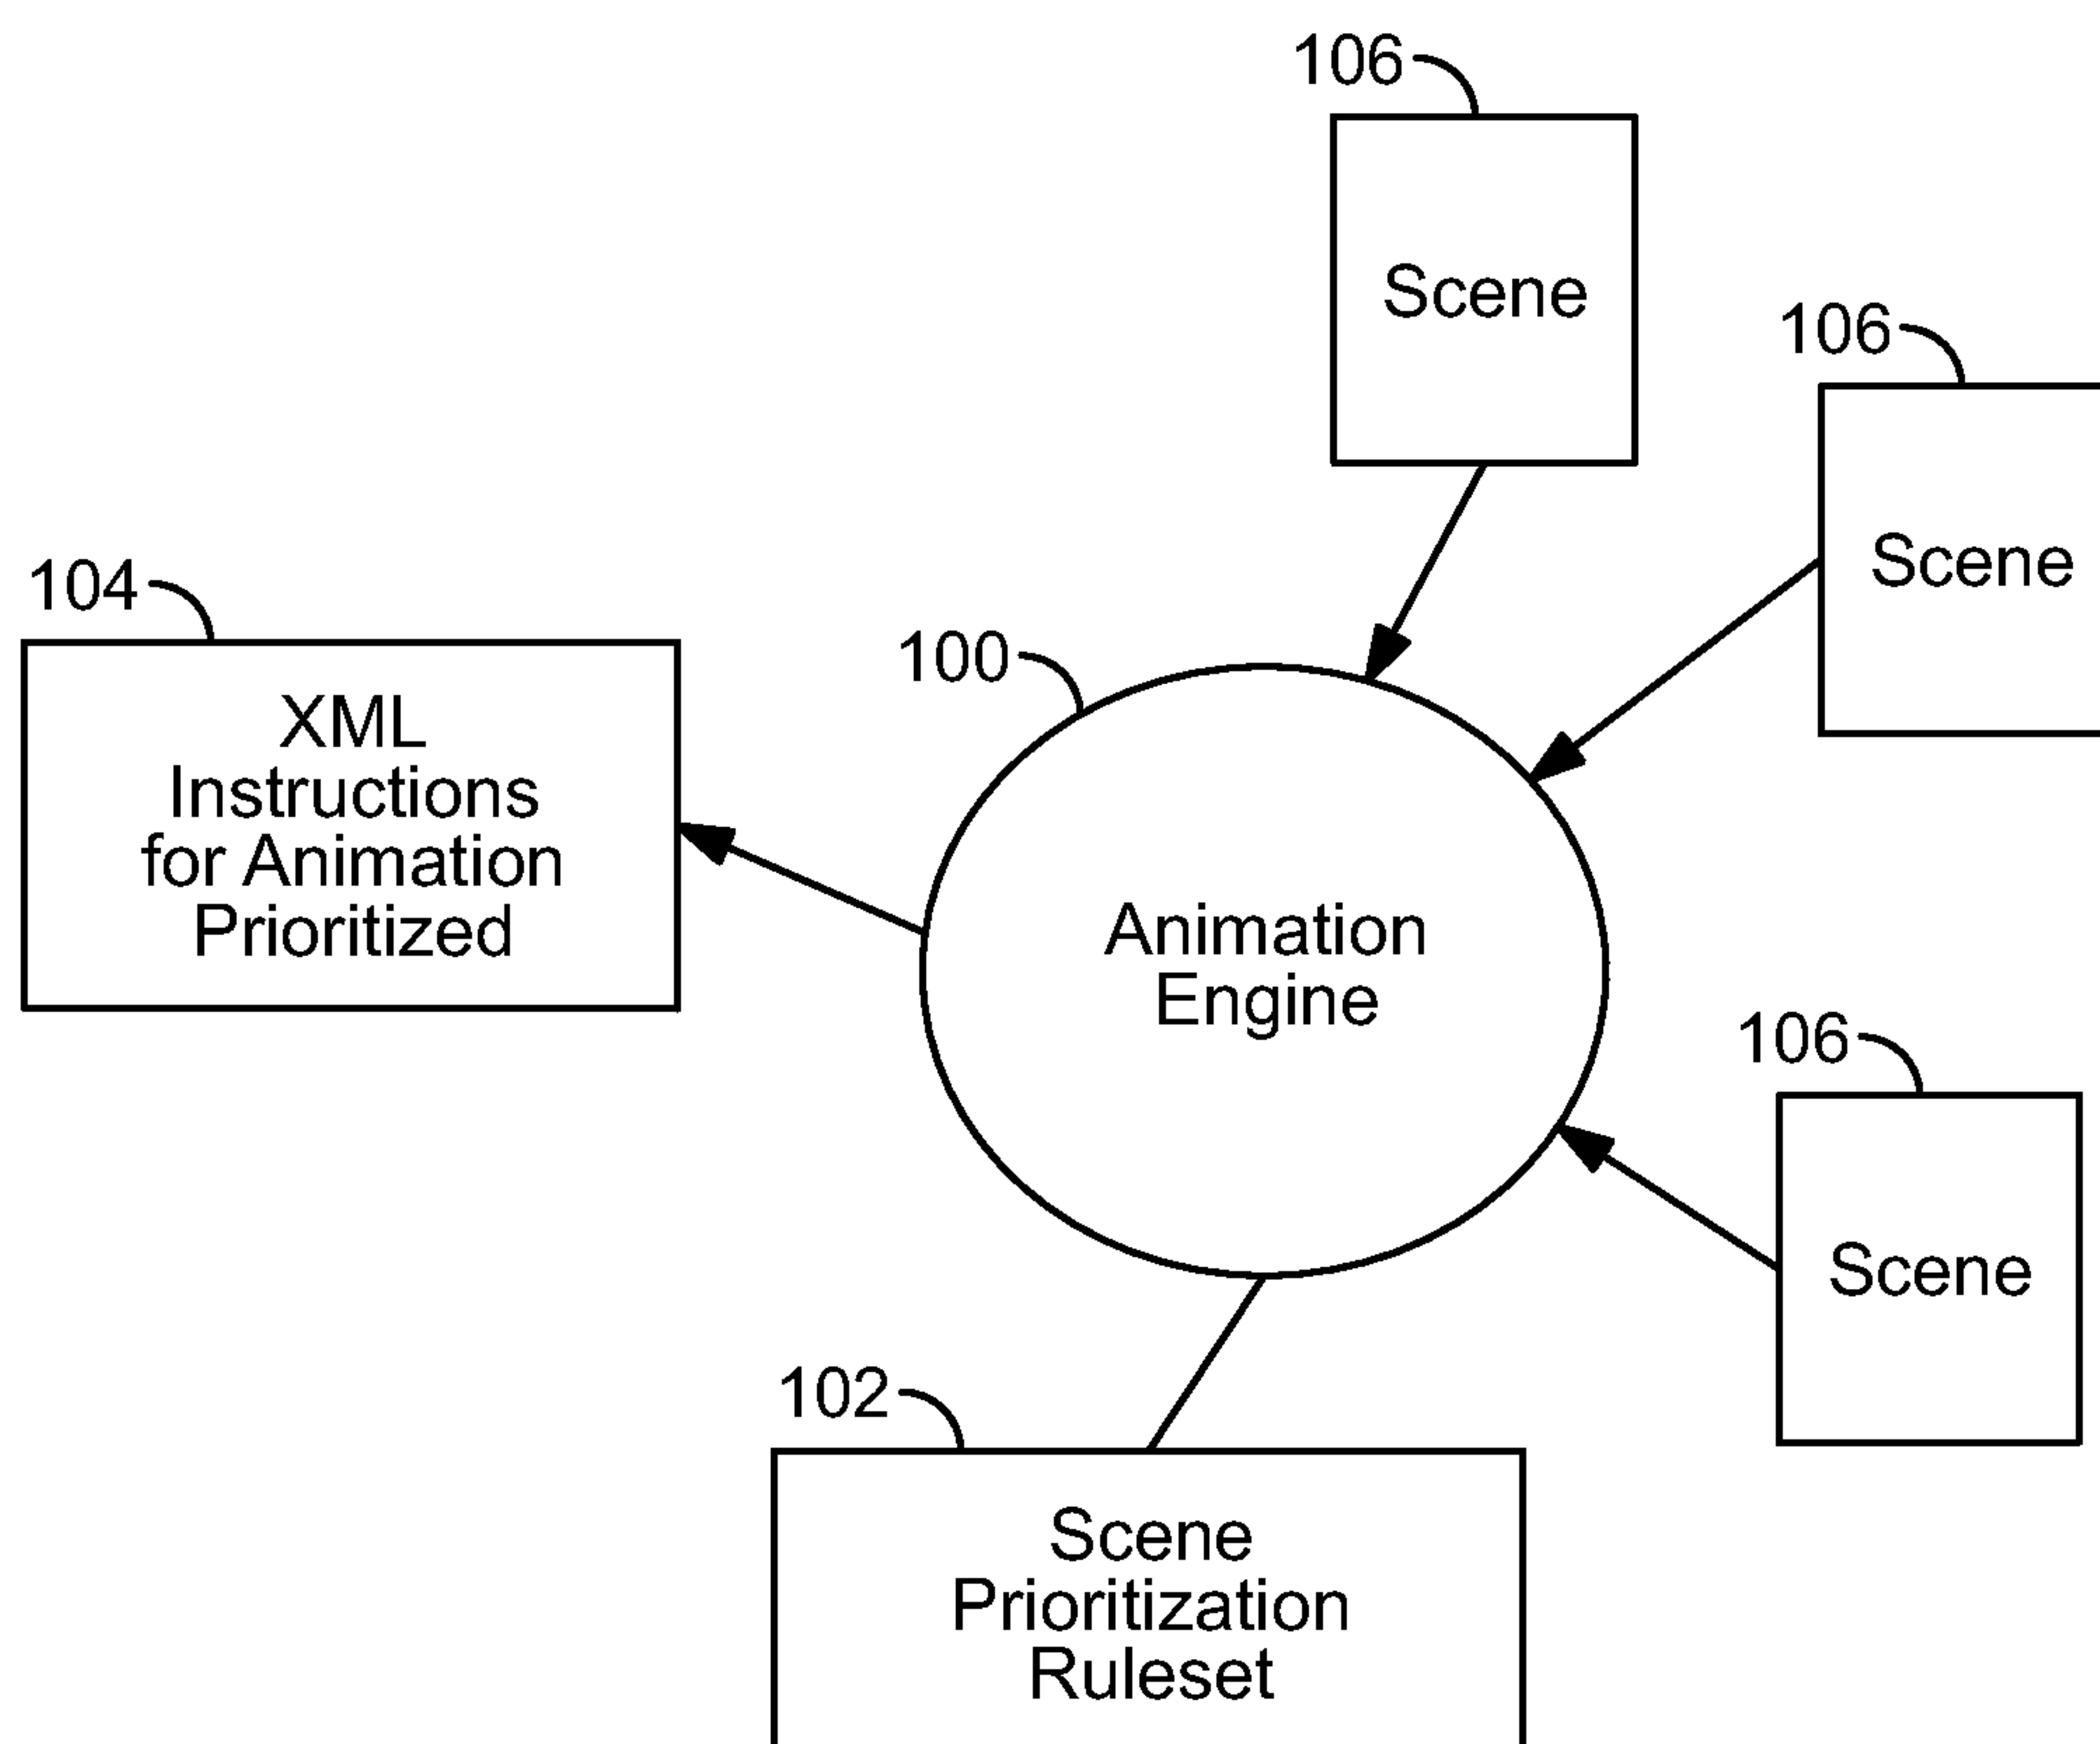 106
Scene
106
Scene
104
XML
Instructions
for Animation
Prioritized
100
Animation
Engine
106
Scene
102
Scene
Prioritization
Ruleset